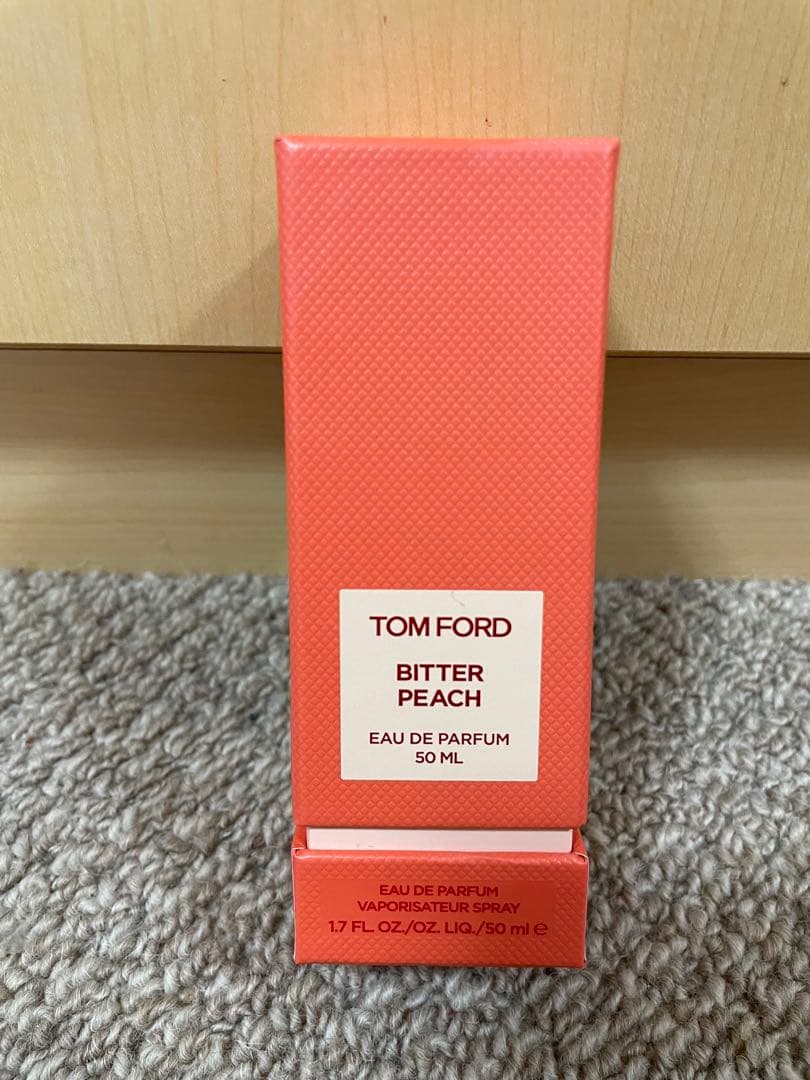 TOM FORD
BITTER
PEACH
EAU DE PARFUM
50 ML
EAU DE PARFUM
VAPORISATEUR SPRAY
1.7 FL. OZ./OZ. LIQ./50 ml ℮